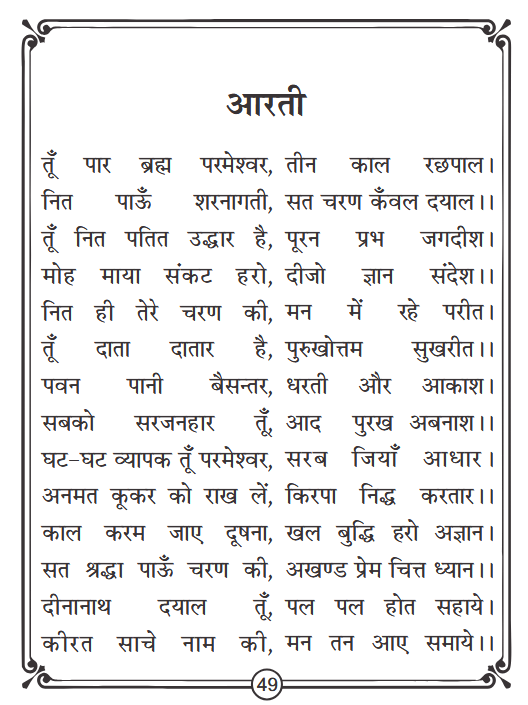 आरती
तूँ पार ब्रह्म परमेश्वर, तीन काल रछपाल।
नित पाऊँ शरनागती, सत चरण कँवल दयाल।।
तूँ नित पतित उद्धार है, पूरन प्रभ जगदीश।
मोह माया संकट हरो, दीजो ज्ञान संदेश।।
नित ही तेरे चरण की, मन में रहे परीत।
तूँ दाता दातार है, पुरुखोत्तम सुखरीत।।
पवन पानी बैसन्तर, धरती और आकाश।
सबको सरजनहार तूँ, आद पुरख अबनाश।।
घट-घट व्यापक तूँ परमेश्वर, सरब जियाँ आधार।
अनमत कूकर को राख लें, किरपा निद्ध करतार।।
काल करम जाए दूषना, खल बुद्धि हरो अज्ञान।
सत श्रद्धा पाऊँ चरण की, अखण्ड प्रेम चित्त ध्यान।।
दीनानाथ दयाल तूँ, पल पल होत सहाये।
कीरत साचे नाम की, मन तन आए समाये।।
49